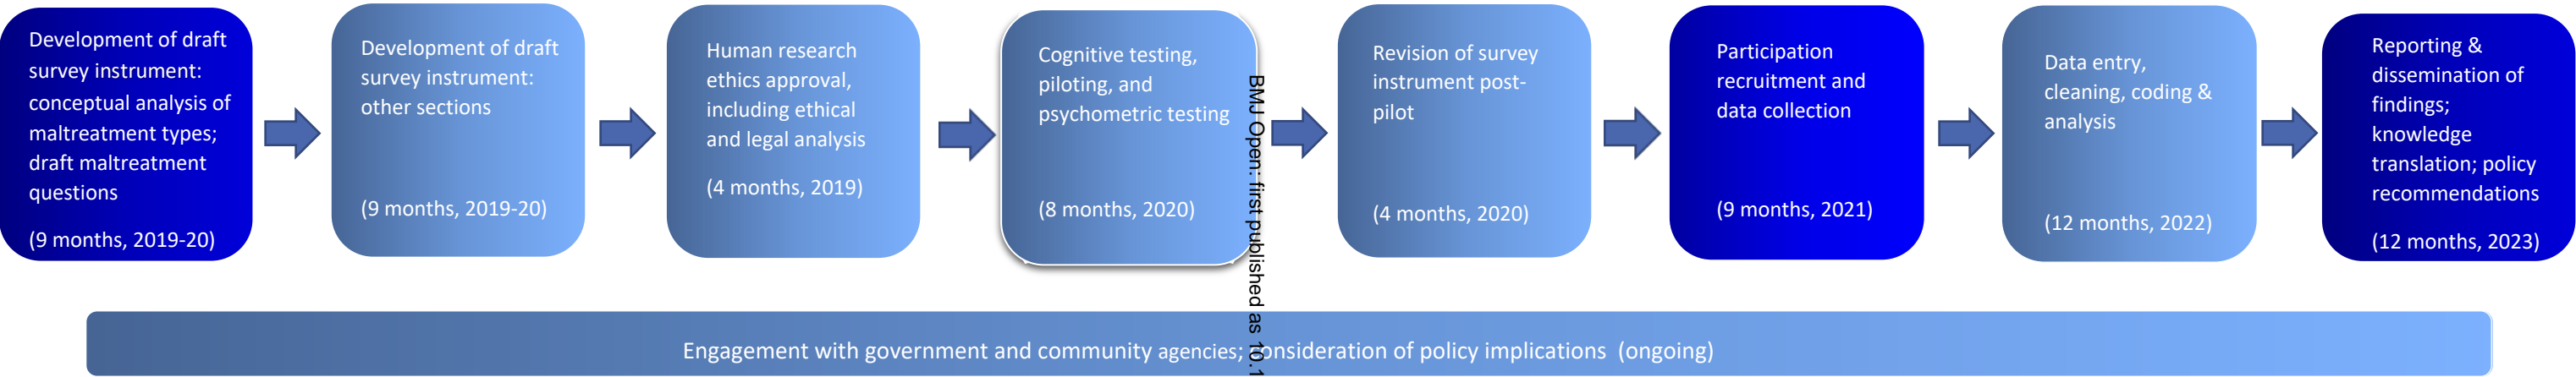 Development of draft
survey instrument:
conceptual analysis of
maltreatment types;
draft maltreatment
questions
(9 months, 2019-20)
Development of draft
survey instrument:
other sections
(9 months, 2019-20)
Human research
ethics approval,
including ethical
and legal analysis
(4 months, 2019)
Cognitive testing,
piloting, and
psychometric testing
(8 months, 2020)
BMJ Open: first published as 10.1
Revision of survey
instrument post-
pilot
(4 months, 2020)
Participation
recruitment and
data collection
(9 months, 2021)
Data entry,
cleaning, coding &
analysis
(12 months, 2022)
Reporting &
dissemination of
findings;
knowledge
translation; policy
recommendations
(12 months, 2023)
Engagement with government and community agencies; consideration of policy implications (ongoing)